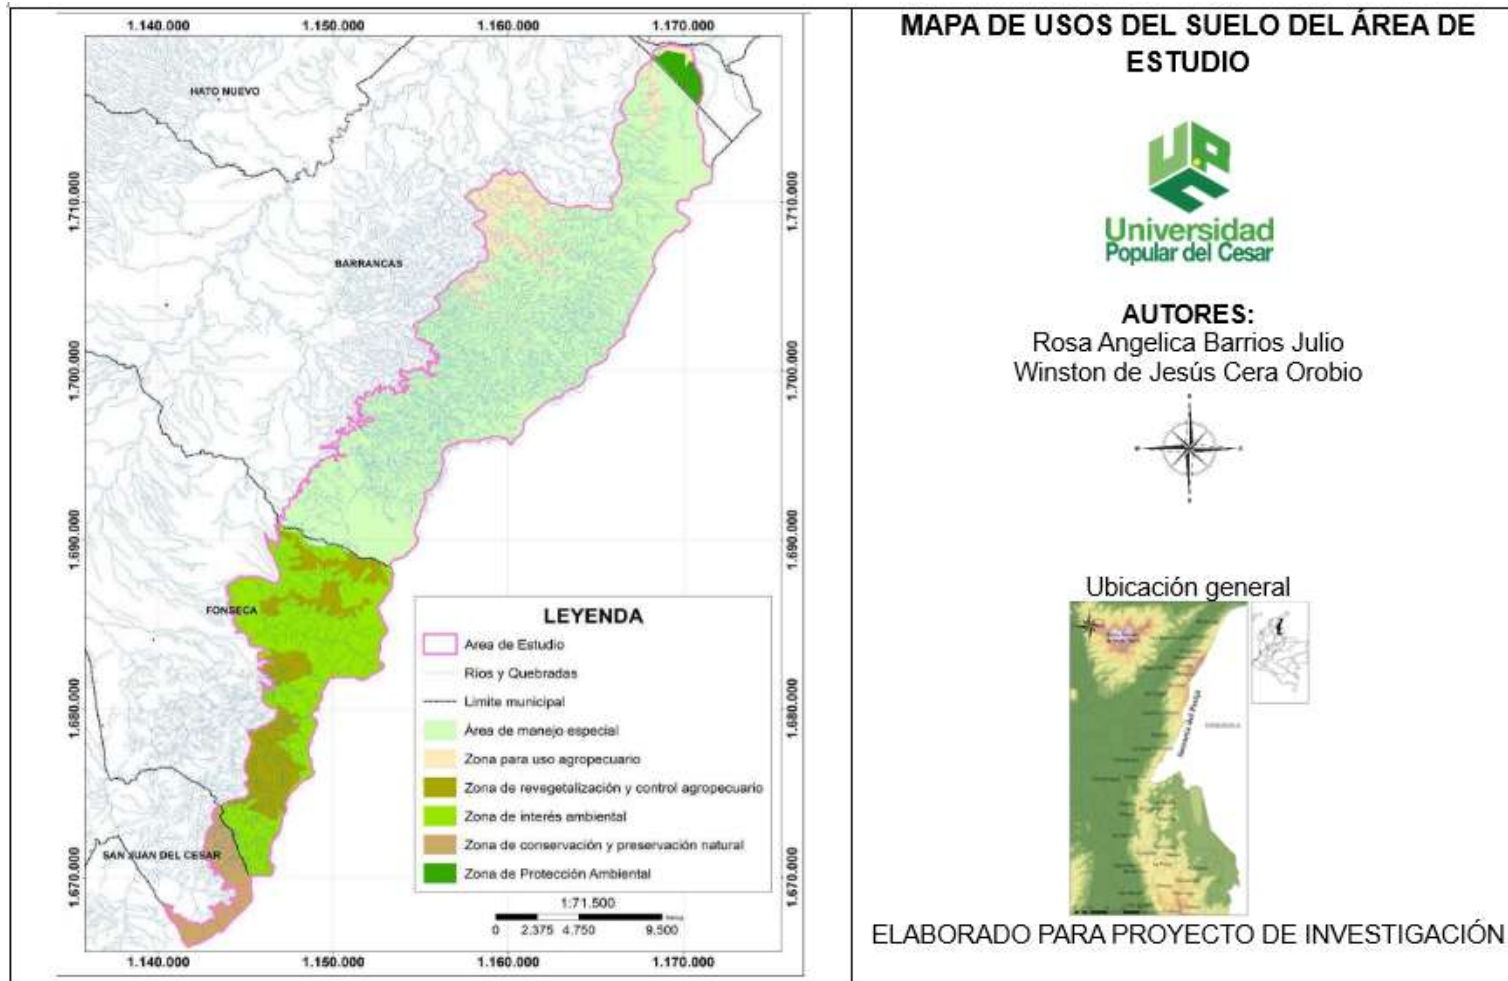 1.140.000 1.150.000 1.160.000 1.170.000
1.710.000
1.700.000
1.690.000
1.680.000
1.670.000
HATO NUEVO
BARRANCAS
FONSECA
SAN JUAN DEL CESAR
1.710.000
1.700.000
1.690.000
1.680.000
1.670.000
LEYENDA
Area de Estudio
Ríos y Quebradas
Limite municipal
Área de manejo especial
Zona para uso agropecuario
Zona de revegetalización y control agropecuario
Zona de interés ambiental
Zona de conservación y preservación natural
Zona de Protección Ambiental
1:71.500
0 2.375 4.750 9.500
1.140.000 1.150.000 1.160.000 1.170.000
MAPA DE USOS DEL SUELO DEL ÁREA DE
ESTUDIO
UPC
Universidad
Popular del Cesar
AUTORES:
Rosa Angelica Barrios Julio
Winston de Jesús Cera Orobio
Ubicación general
ELABORADO PARA PROYECTO DE INVESTIGACIÓN